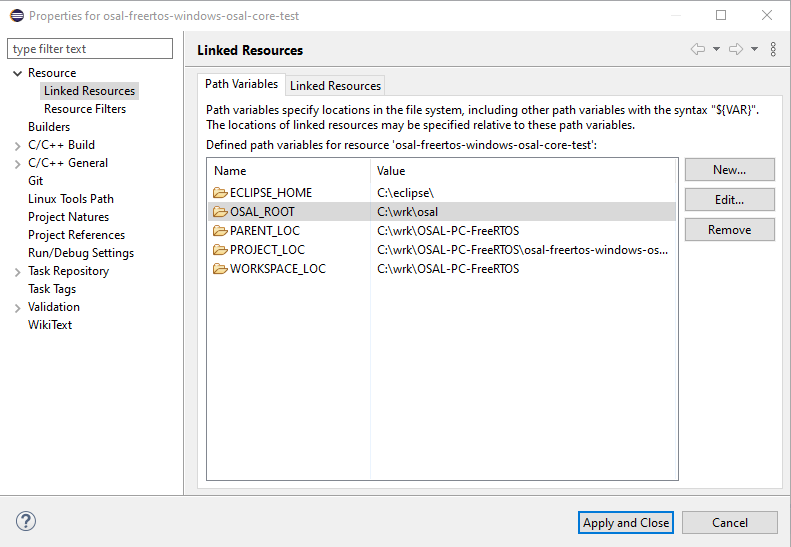 Properties for osal-freertos-windows-osal-core-test
type filter text
Resource
Linked Resources
Resource Filters
Builders
C/C++ Build
C/C++ General
Git
Linux Tools Path
Project Natures
Project References
Run/Debug Settings
Task Repository
Task Tags
Validation
WikiText
Linked Resources
Path Variables Linked Resources
Path variables specify locations in the file system, including other path variables with the syntax "${VAR}".
The locations of linked resources may be specified relative to these path variables.
Defined path variables for resource 'osal-freertos-windows-osal-core-test':
Name Value
ECLIPSE_HOME C:\eclipse\
OSAL_ROOT C:\wrk\osal
PARENT_LOC C:\wrk\OSAL-PC-FreeRTOS
PROJECT_LOC C:\wrk\OSAL-PC-FreeRTOS\osal-freertos-windows-os...
WORKSPACE_LOC C:\wrk\OSAL-PC-FreeRTOS
New...
Edit...
Remove
?
Apply and Close
Cancel